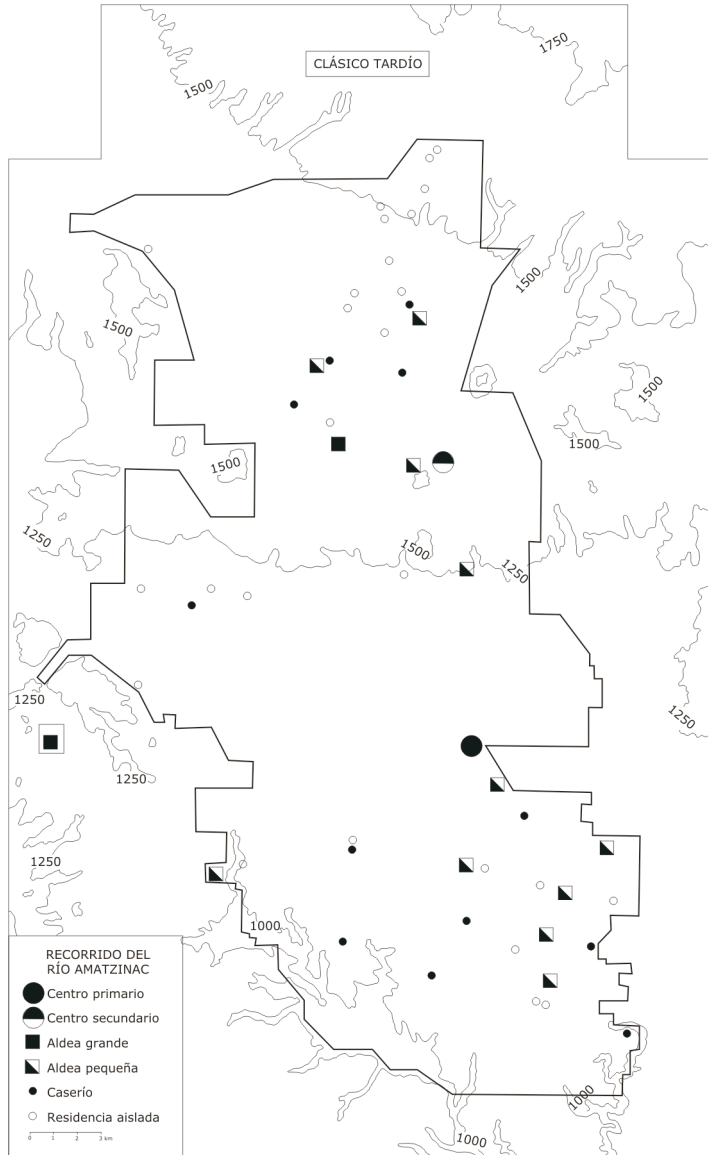 1750
CLÁSICO TARDÍO
1500
1500
1500
1500
1500
1500
1250
1500
1250
1250
1250
1250
1250
1000
RECORRIDO DEL
RÍO AMATZINAC
Centro primario
Centro secundario
Aldea grande
Aldea pequeña
Caserío
Residencia aislada
0 1 2 3 km
1000
1000